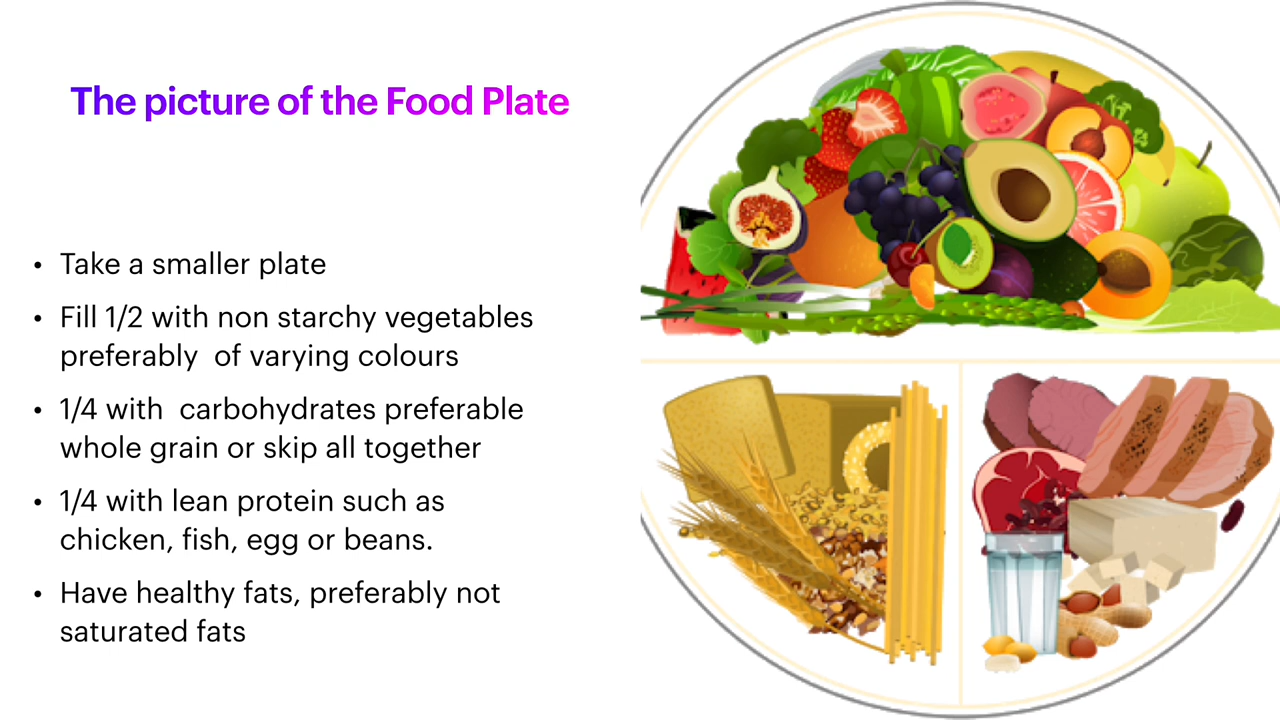 The picture of the Food Plate
• Take a smaller plate
• Fill 1/2 with non starchy vegetables
preferably  of varying colours
• 1/4 with  carbohydrates preferable
whole grain or skip all together
• 1/4 with lean protein such as
chicken, fish, egg or beans.
• Have healthy fats, preferably not
saturated fats